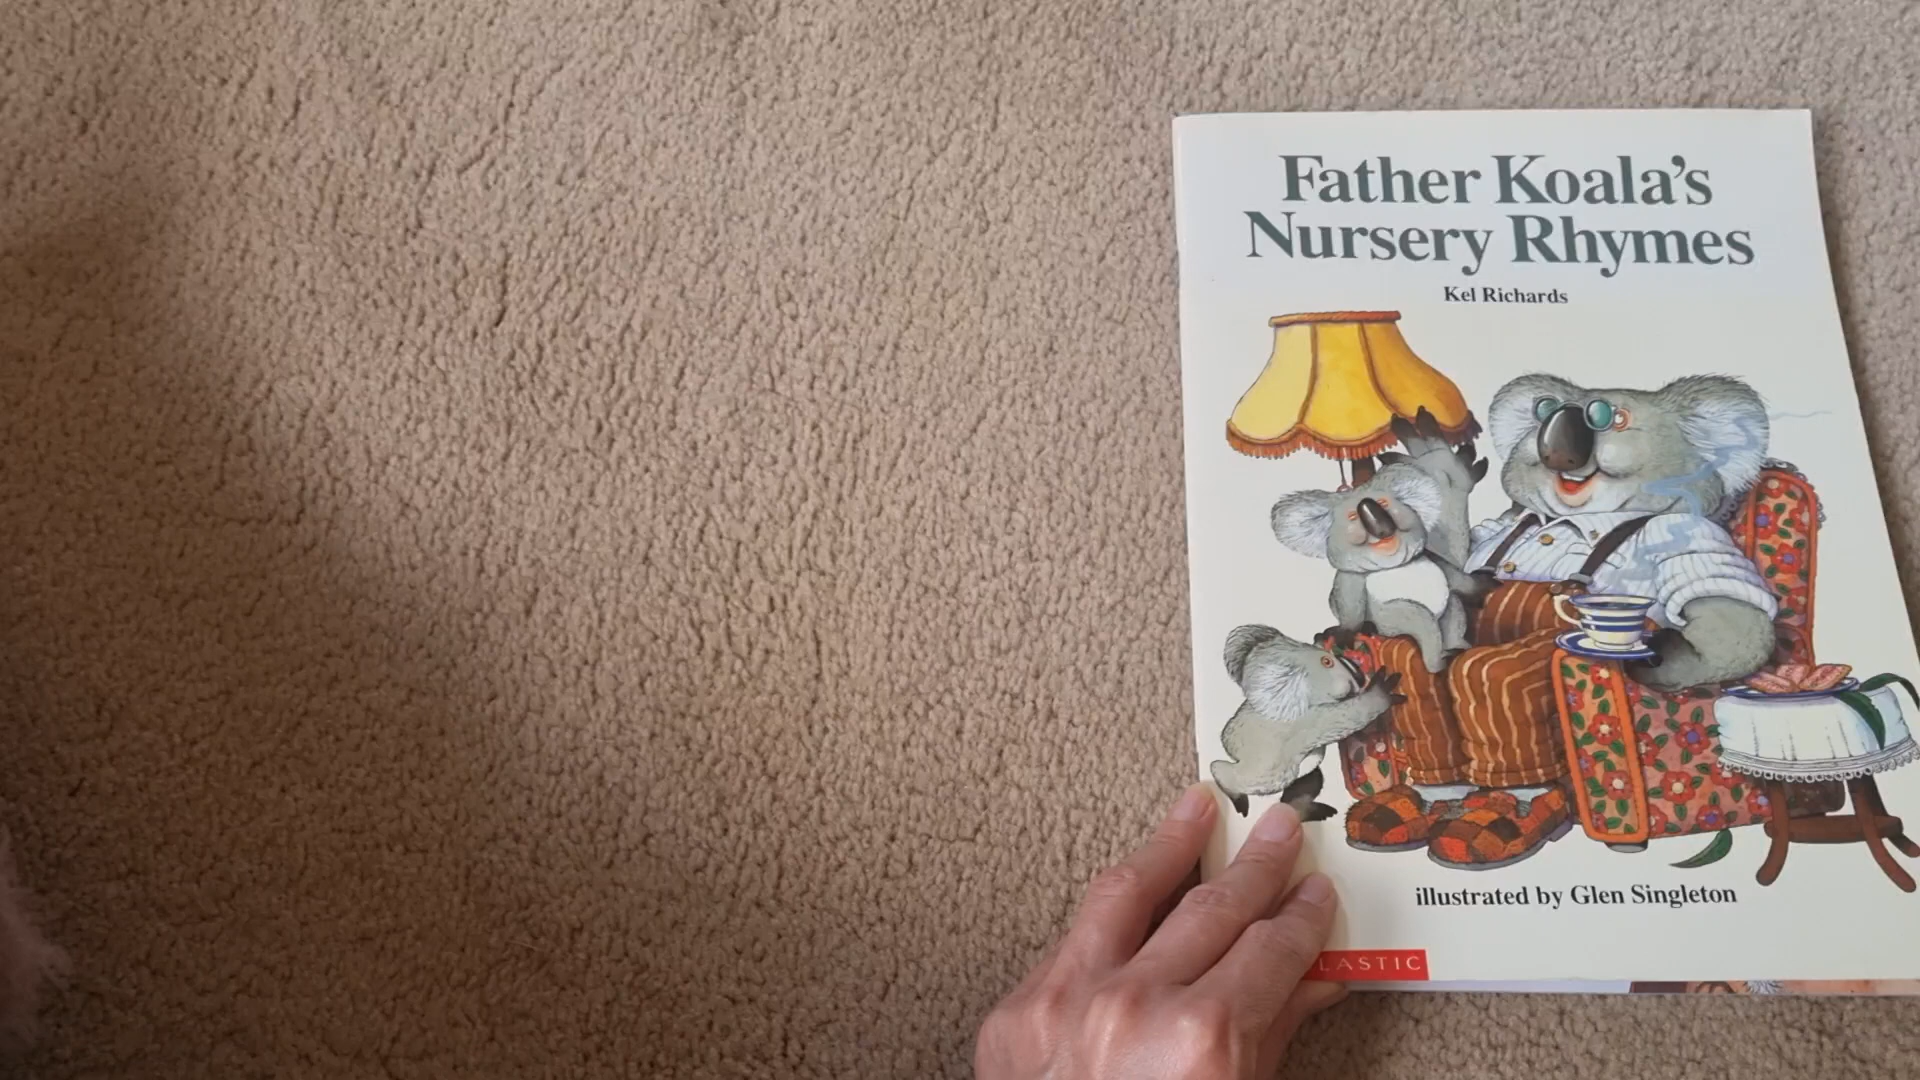 Father Koala's
Nursery Rhymes
Kel Richards
illustrated by Glen Singleton
LASTIC